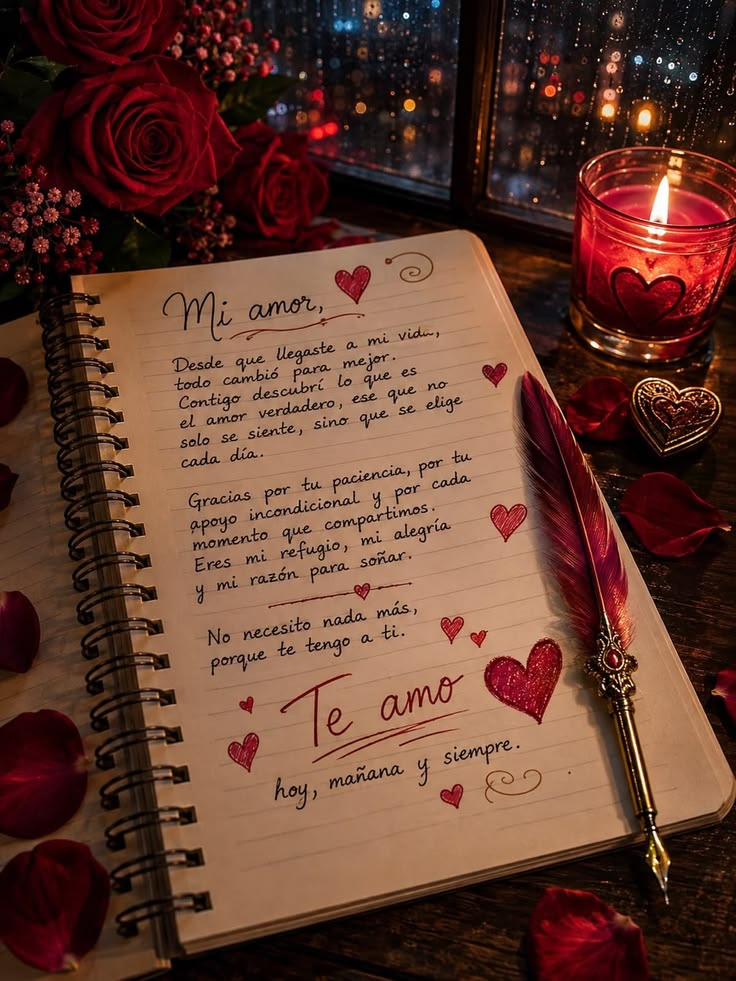 Mi amor,
Desde que llegaste a mi vida,
todo cambió para mejor.
Contigo descubrí lo que es
el amor verdadero, ese que no
solo se siente, sino que se elige
cada día.
Gracias por tu paciencia, por tu
apoyo incondicional y por cada
momento que compartimos.
Eres mi refugio, mi alegría
y mi razón para soñar.
No necesito nada más,
porque te tengo a ti.
Te amo
hoy, mañana y siempre.